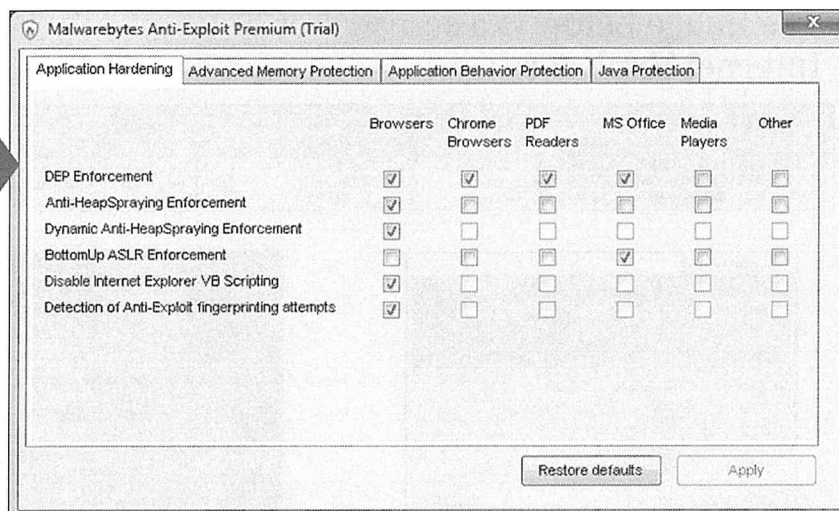 Malwarebytes Anti-Exploit Premium (Trial)
Application Hardening Advanced Memory Protection Application Behavior Protection Java Protection
Browsers Chrome Browsers PDF Readers MS Office Media Players Other
DEP Enforcement
Anti-HeapSpraying Enforcement
Dynamic Anti-HeapSpraying Enforcement
BottomUp ASLR Enforcement
Disable Internet Explorer VB Scripting
Detection of Anti-Exploit fingerprinting attempts
Restore defaults Apply